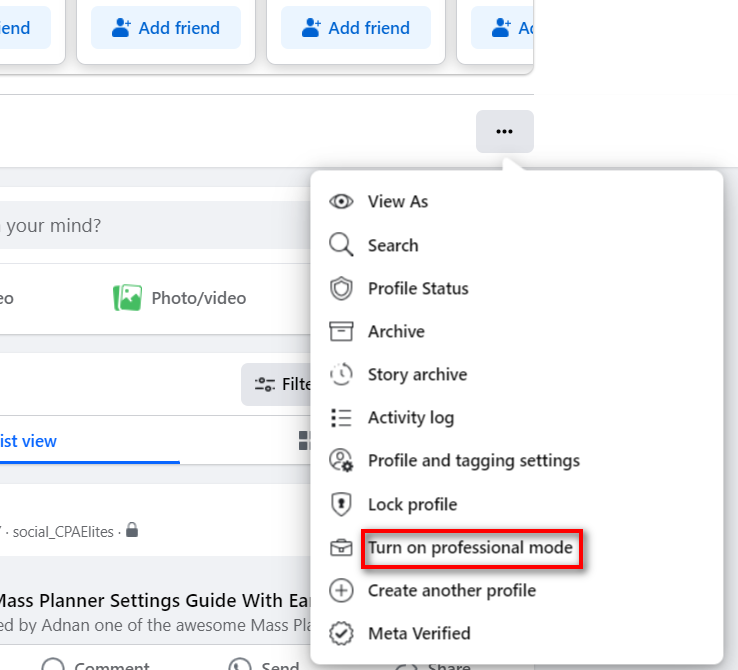 iend
Add friend
Add friend
Ad
your mind?
eo
Photo/video
Filte
ist view
· social_CPAElites ·
Mass Planner Settings Guide With Ear
ed by Adnan one of the awesome Mass Pla
Comment
Send
Share
View As
Search
Profile Status
Archive
Story archive
Activity log
Profile and tagging settings
Lock profile
Turn on professional mode
Create another profile
Meta Verified